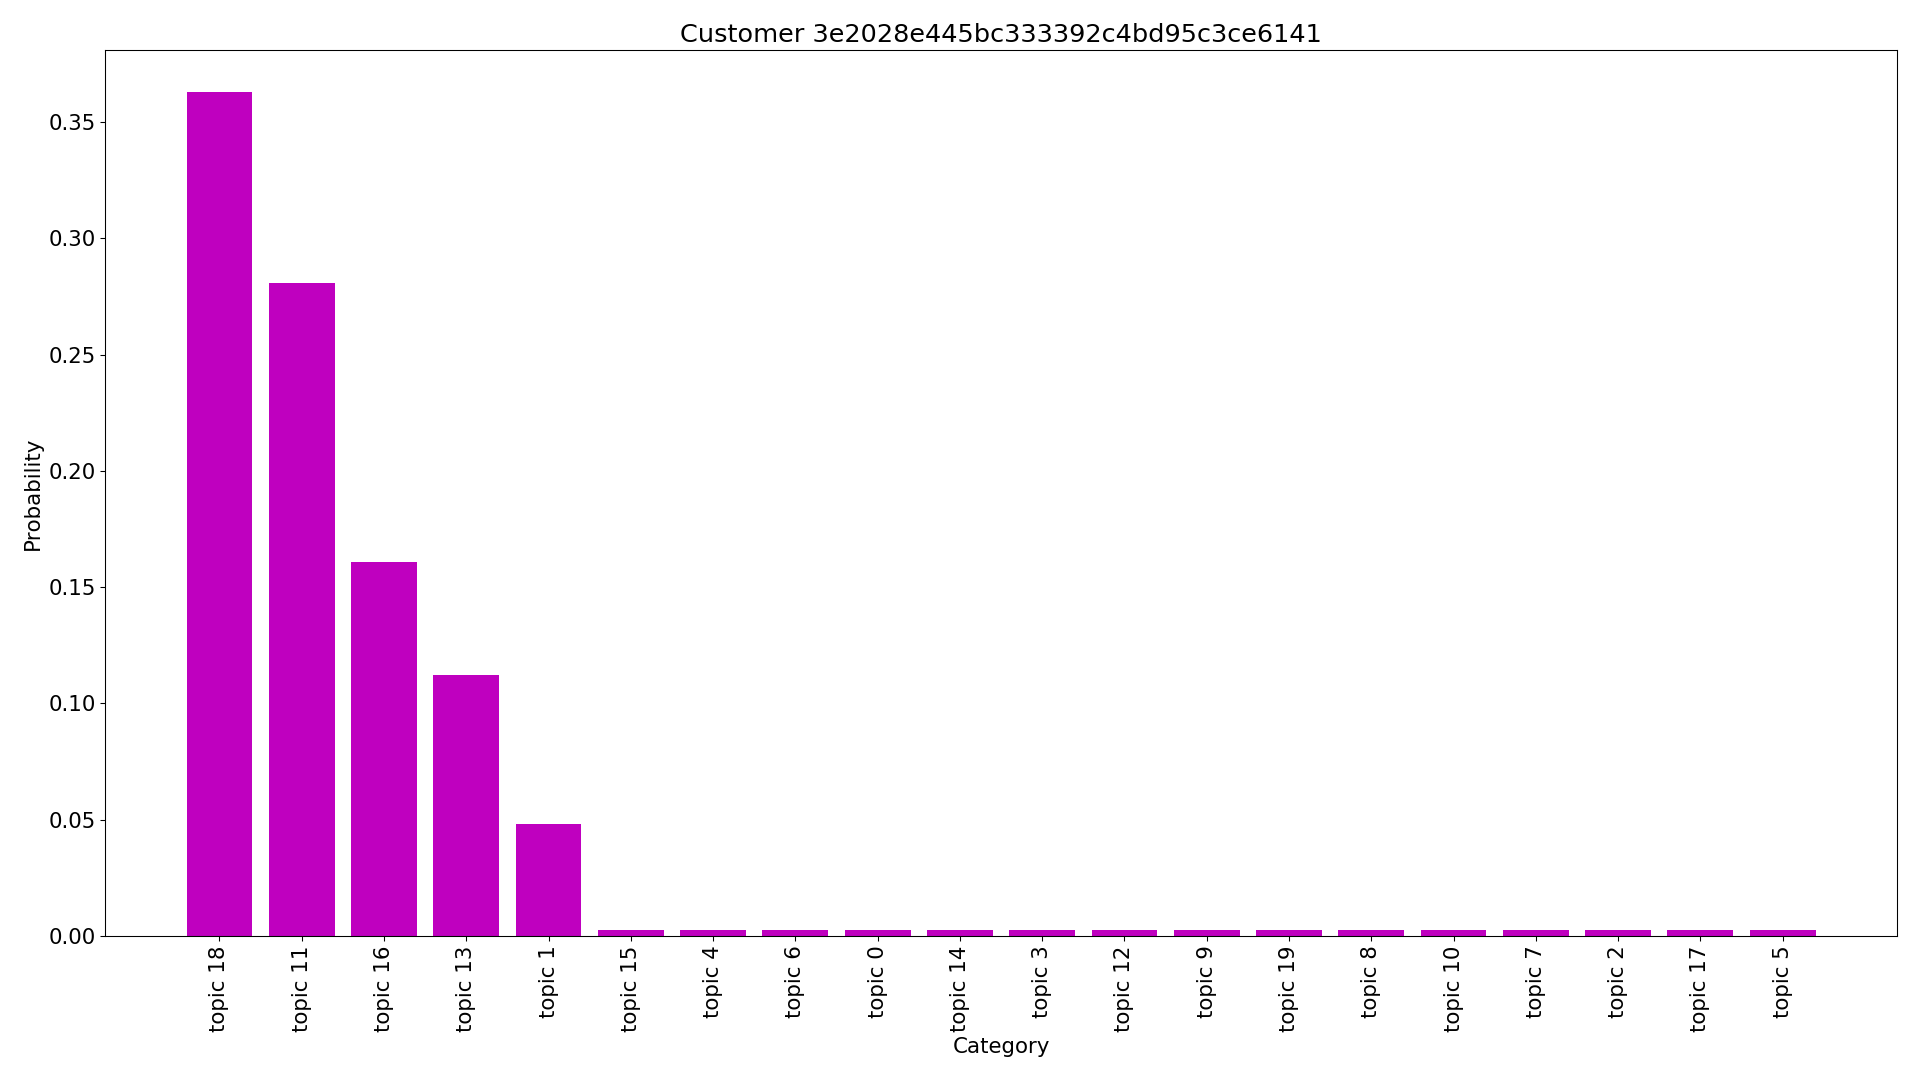 Customer 3e2028e445bc333392c4bd95c3ce6141
Probability
0.35
0.30
0.25
0.20
0.15
0.10
0.05
0.00
topic 18
topic 11
topic 16
topic 13
topic 1
topic 15
topic 4
topic 6
topic 0
topic 14
topic 3
topic 12
topic 9
topic 19
topic 8
topic 10
topic 7
topic 2
topic 17
topic 5
Category